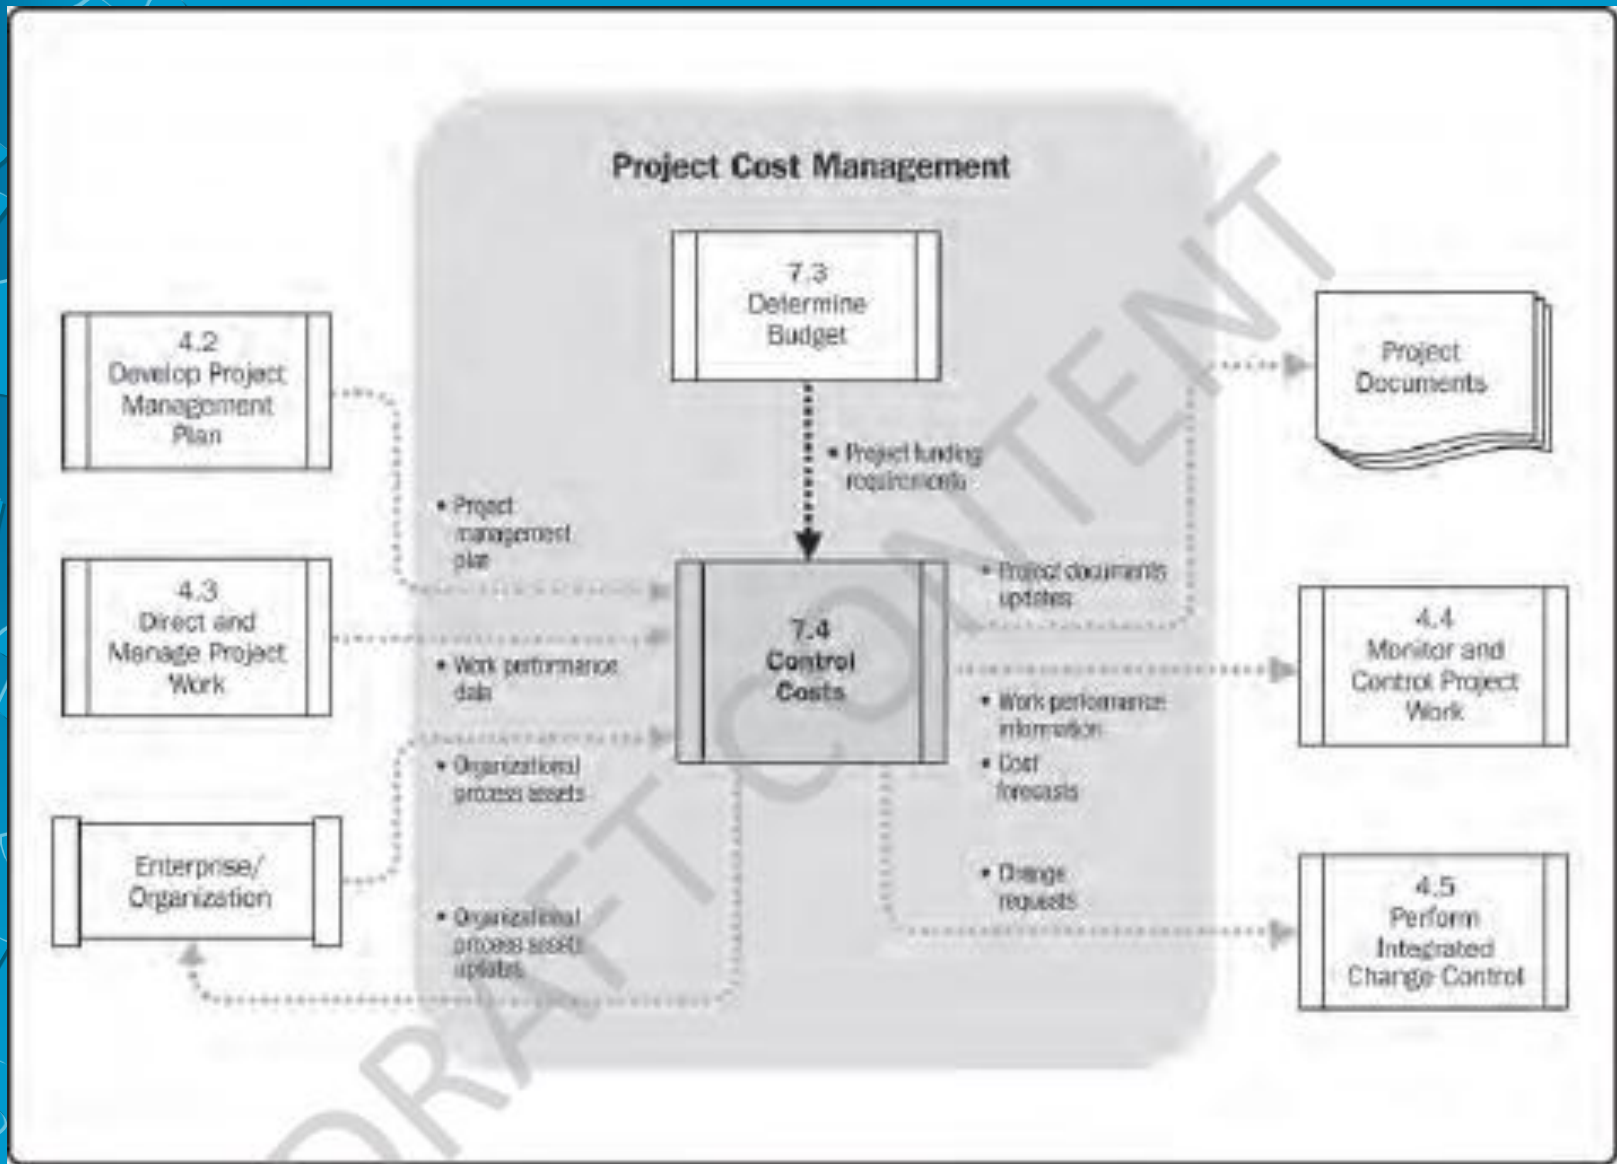 Project Cost Management
7.3
Determine
Budget
4.2
Develop Project
Management
Plan
Project
Documents
• Project funding
requirements
• Project
management
plan
4.3
Direct and
Manage Project
Work
• Project documents
updates
7.4
Control
Costs
4.4
Monitor and
Control Project
Work
• Work performance
data
• Work performance
information
• Cost
forecasts
• Organizational
process assets
Enterprise/
Organization
• Change
requests
4.5
Perform
Integrated
Change Control
• Organizational
process assets
updates
DRAFT CONTENT